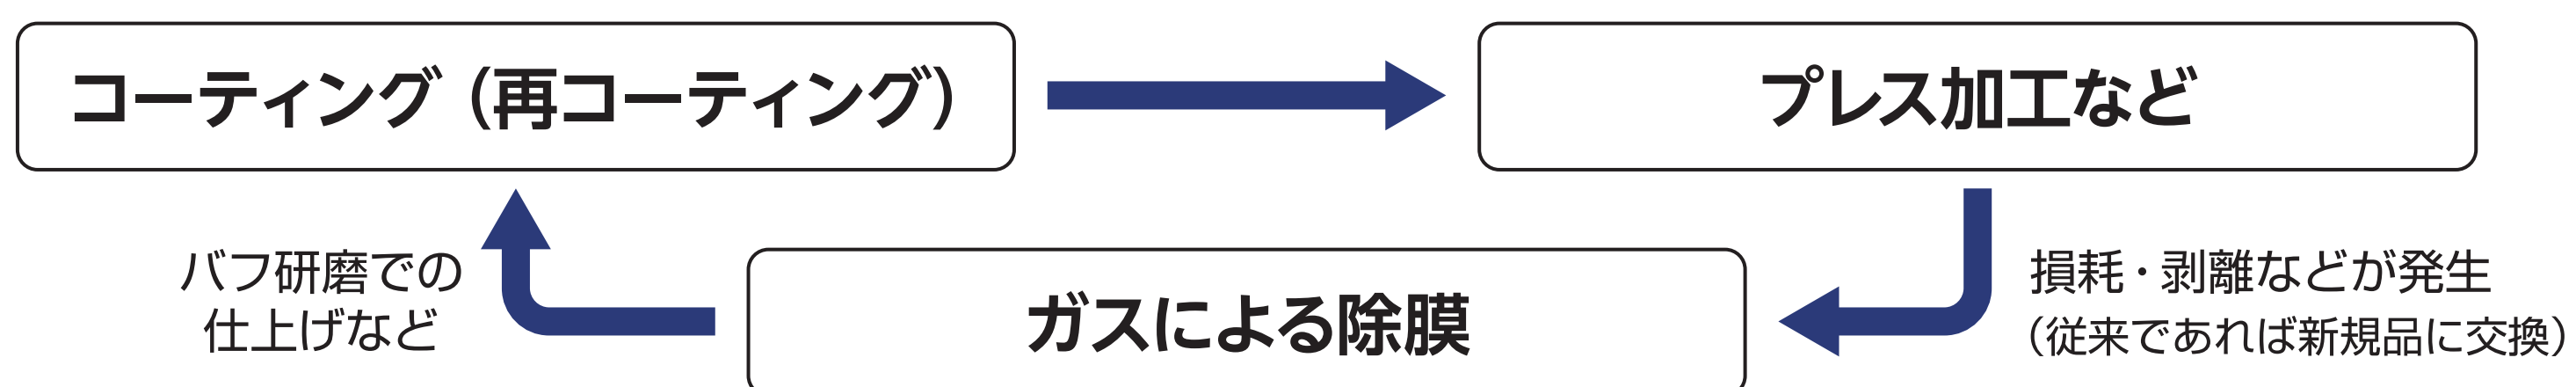 コーティング（再コーティング）
プレス加工など
バフ研磨での
仕上げなど
ガスによる除膜
損耗・剥離などが発生
（従来であれば新規品に交換）